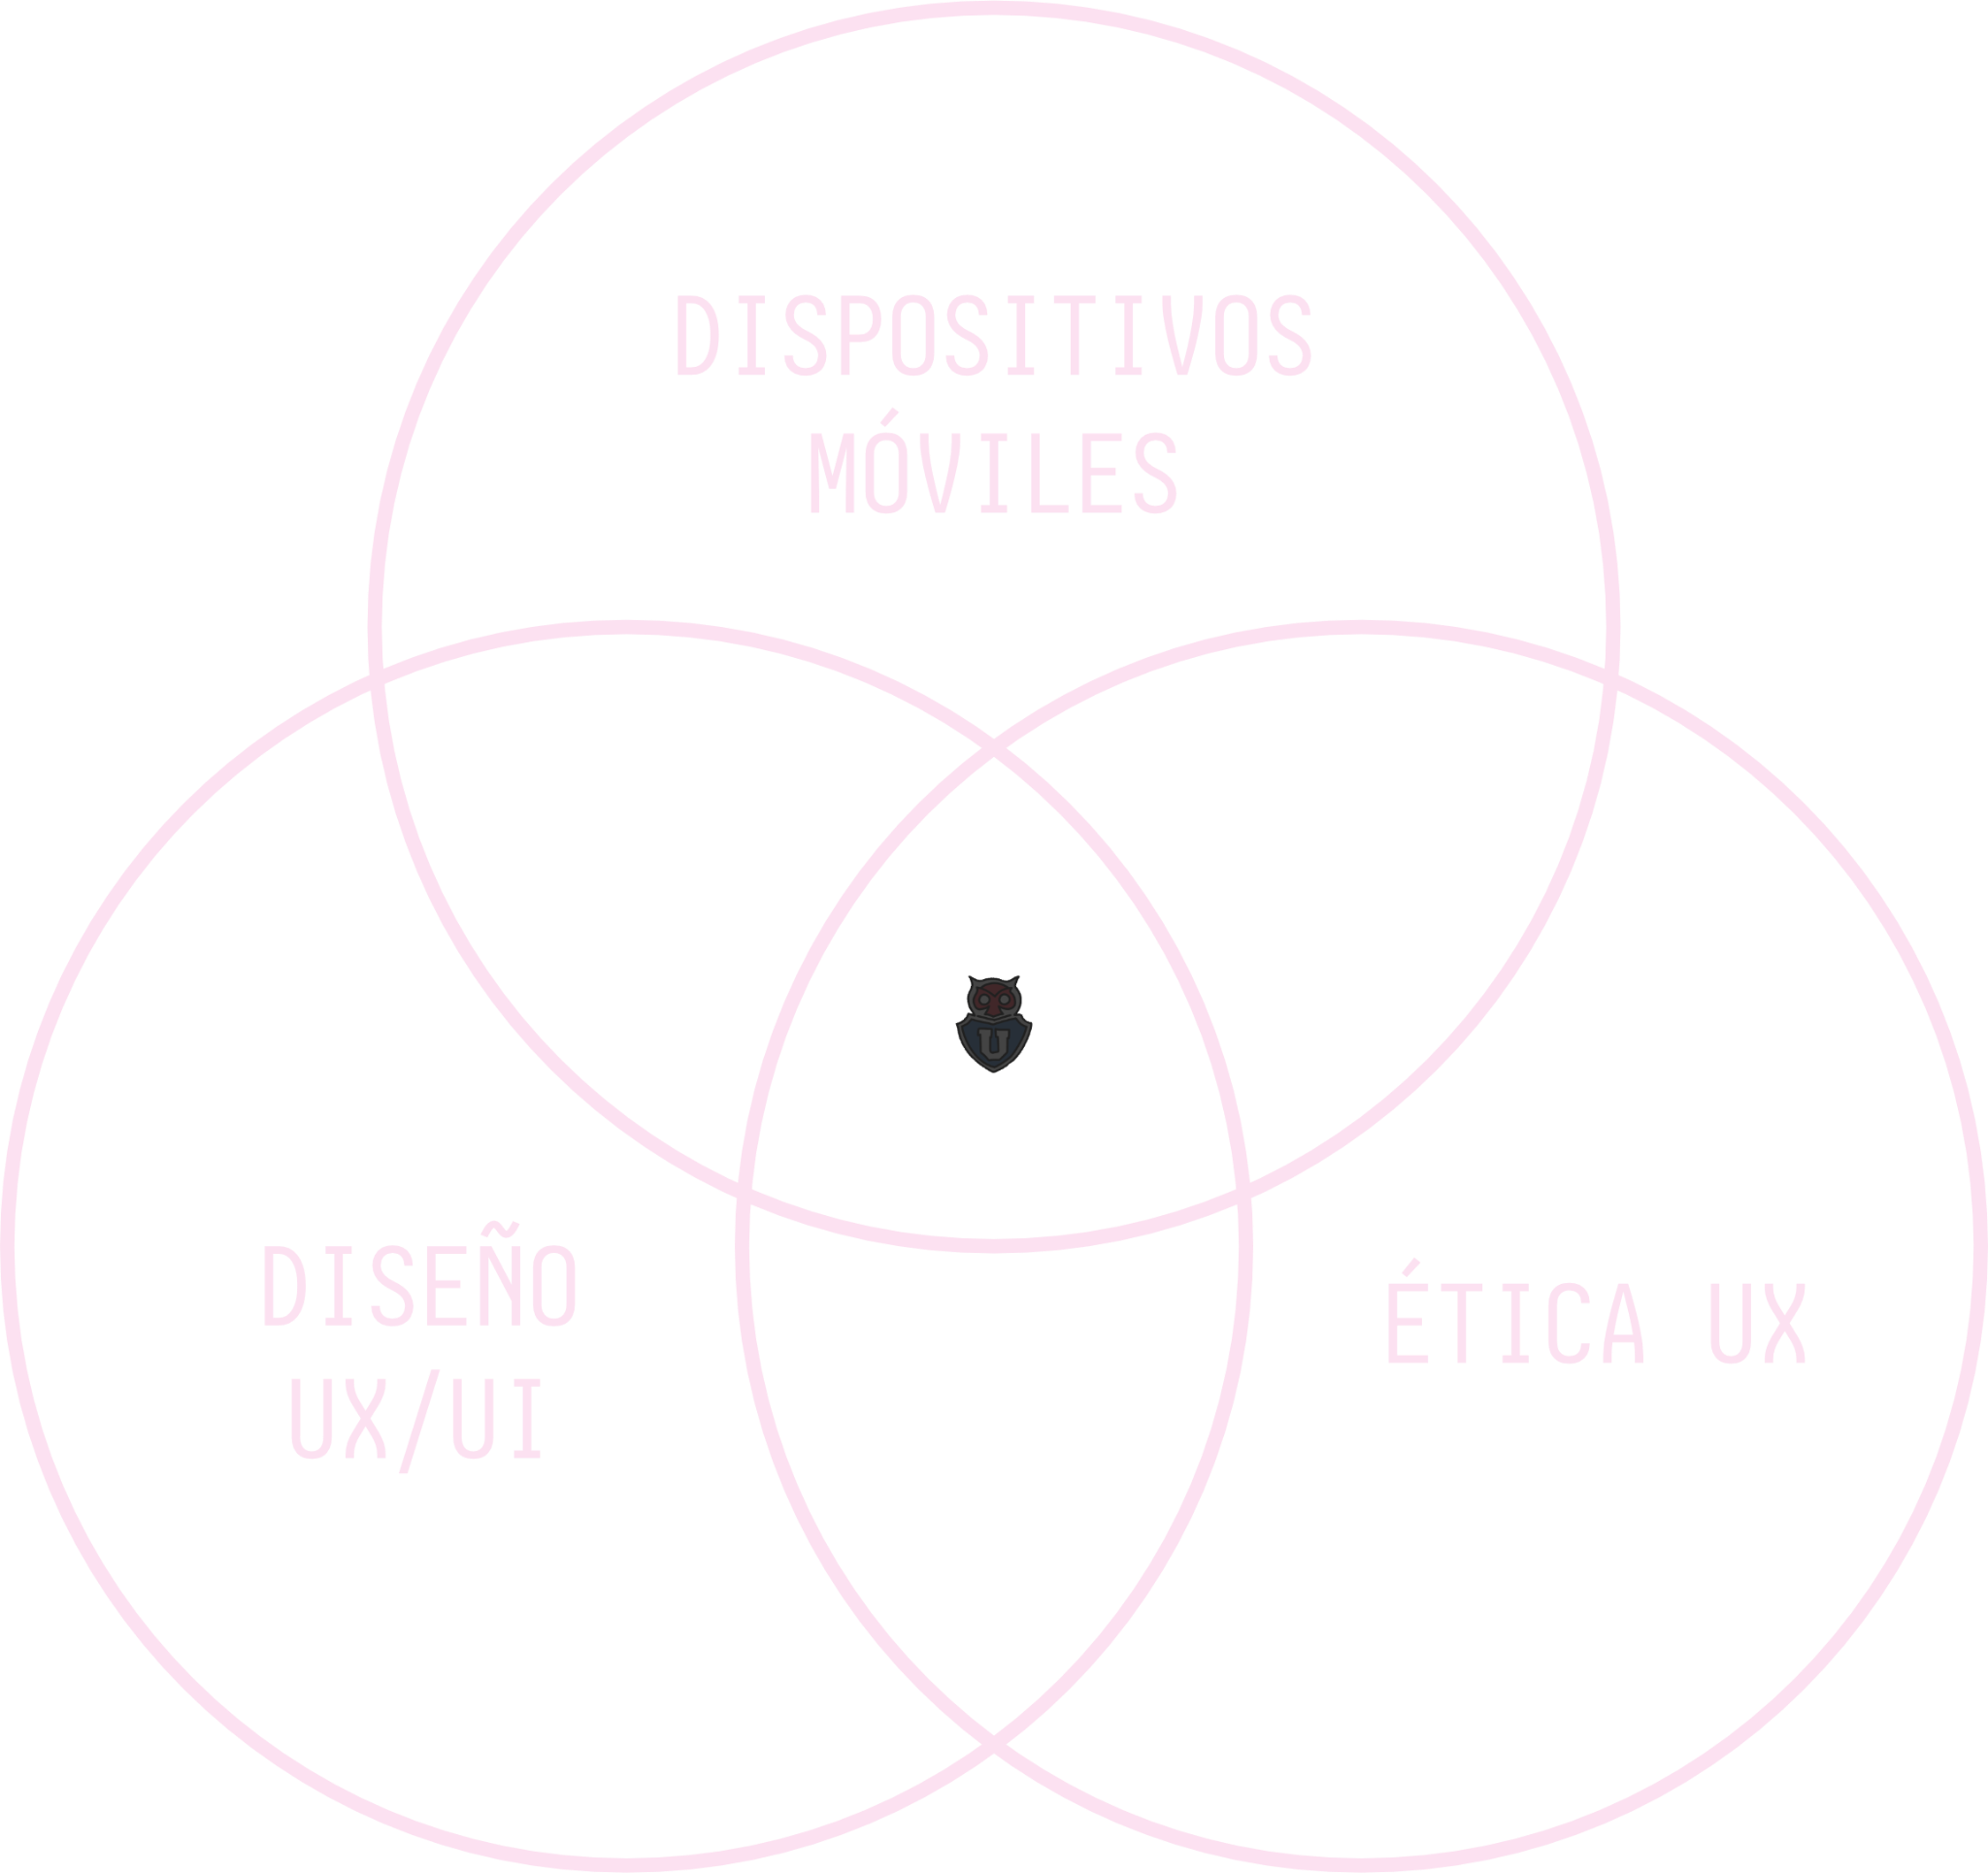 DISPOSITIVOS
MÓVILES
U
DISEÑO
UX/UI
ÉTICA UX